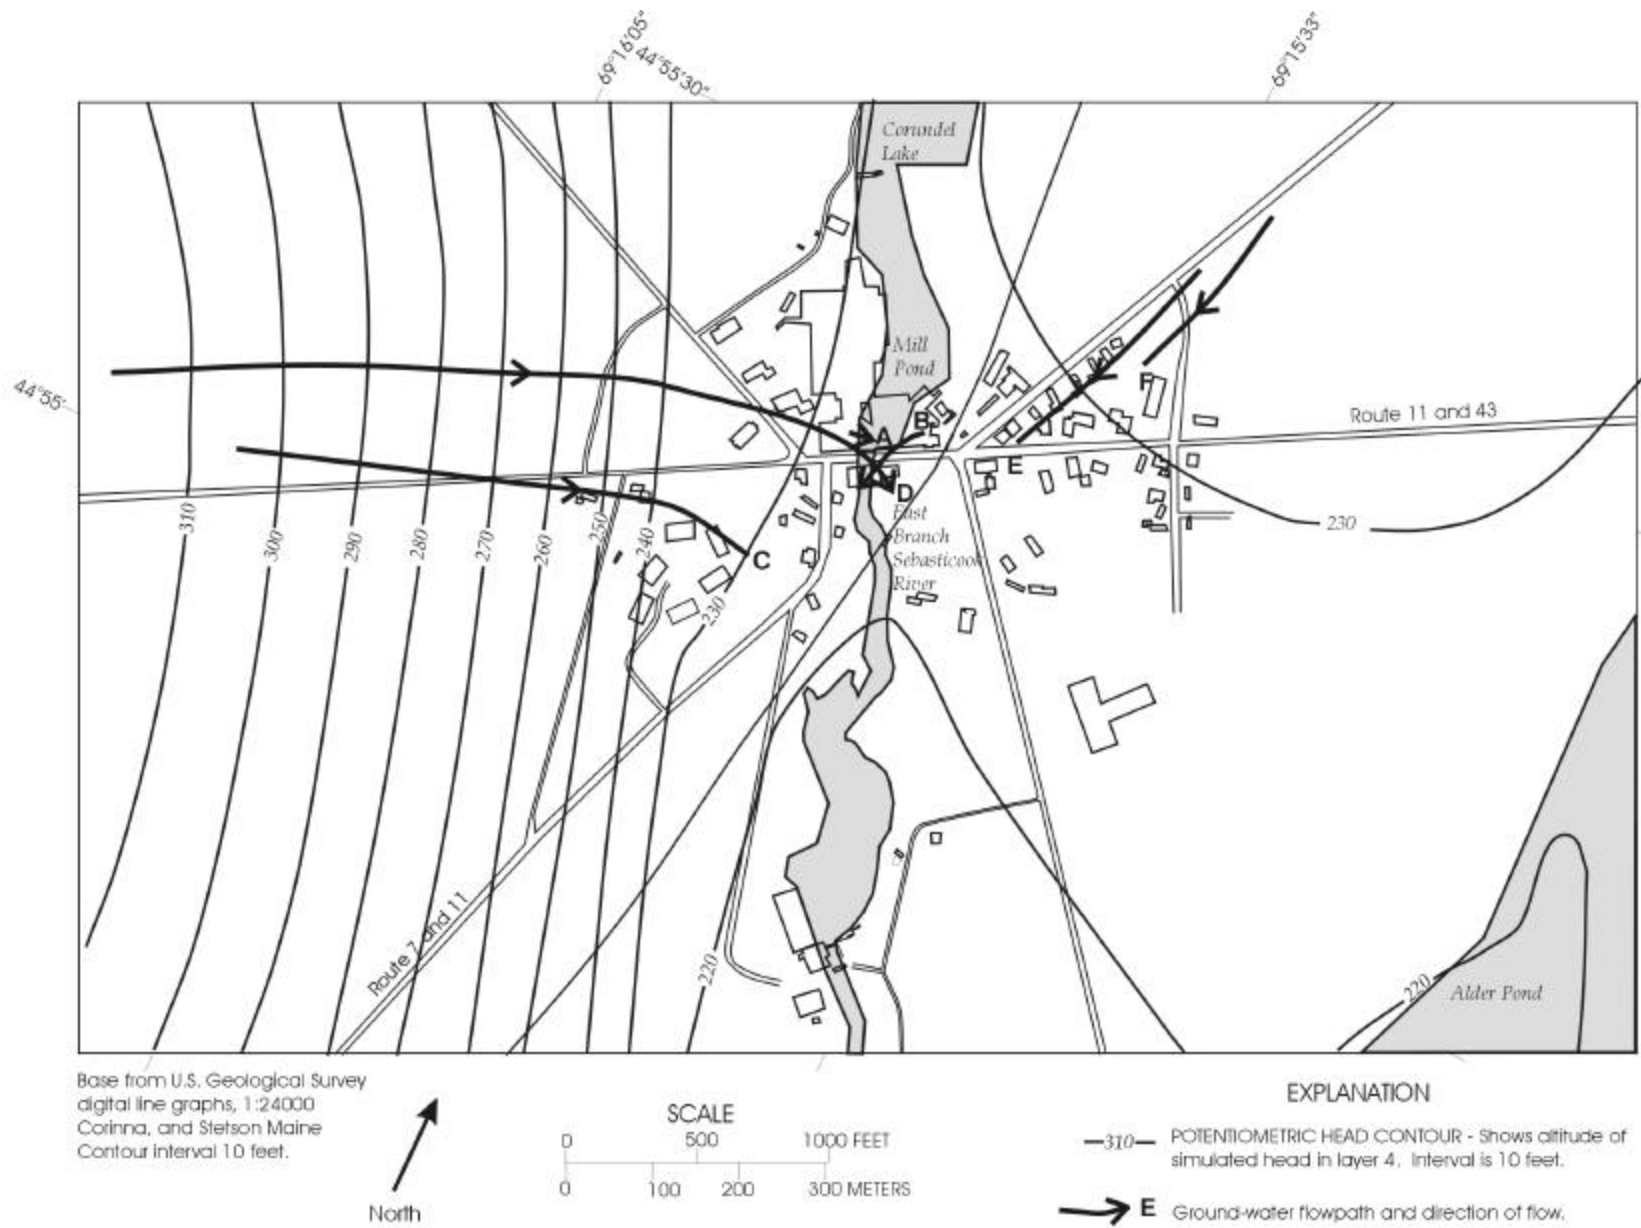 69°16'05"
44°55'30"
69°15'33"
Corundel
Lake
44°55'
Mill
Pond
Route 11 and 43
A
B
F
E
D
C
East
Branch
Sebasticook
River
310
300
290
280
270
260
250
240
230
230
Route 7 and 11
220
220
Alder Pond
Base from U.S. Geological Survey
digital line graphs, 1:24000
Corinna, and Stetson Maine
Contour interval 10 feet.
North
SCALE
0 500 1000 FEET
0 100 200 300 METERS
EXPLANATION
—310— POTENTIOMETRIC HEAD CONTOUR - Shows altitude of
simulated head in layer 4. Interval is 10 feet.
E Ground-water flowpath and direction of flow.